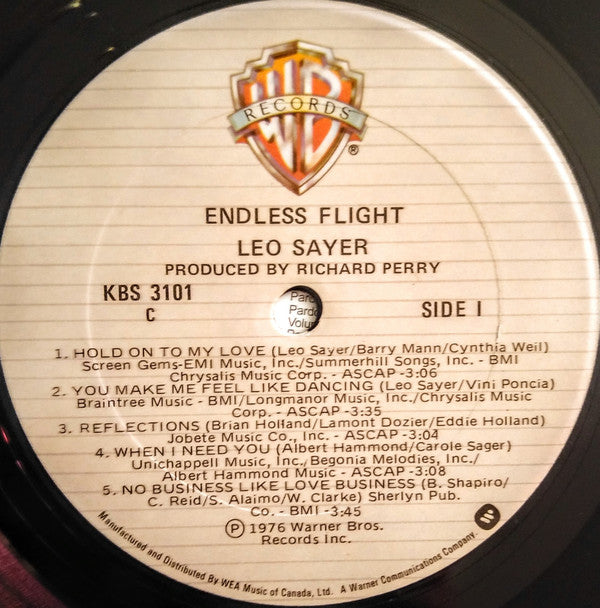 WB
RECORDS
®
ENDLESS FLIGHT
LEO SAYER
PRODUCED BY RICHARD PERRY
KBS 3101
C
SIDE I
1. HOLD ON TO MY LOVE (Leo Sayer/Barry Mann/Cynthia Weil)
Screen Gems-EMI Music, Inc./Summerhill Songs, Inc. - BMI
Chrysalis Music Corp. - ASCAP -3:06
2. YOU MAKE ME FEEL LIKE DANCING (Leo Sayer/Vini Poncia)
Braintree Music - BMI/Longmanor Music, Inc./Chrysalis Music
Corp. - ASCAP -3:35
3. REFLECTIONS (Brian Holland/Lamont Dozier/Eddie Holland)
Jobete Music Co., Inc. - ASCAP -3:04
4. WHEN I NEED YOU (Albert Hammond/Carole Sager)
Unichappell Music, Inc./Begonia Melodies, Inc./
Albert Hammond Music - ASCAP -3:08
5. NO BUSINESS LIKE LOVE BUSINESS (B. Shapiro/
C. Reid/S. Alaimo/W. Clarke) Sherlyn Pub.
Co. - BMI -3:45
℗ 1976 Warner Bros.
Records Inc.
Manufactured and Distributed by WEA Music of Canada, Ltd. A Warner Communications Company.